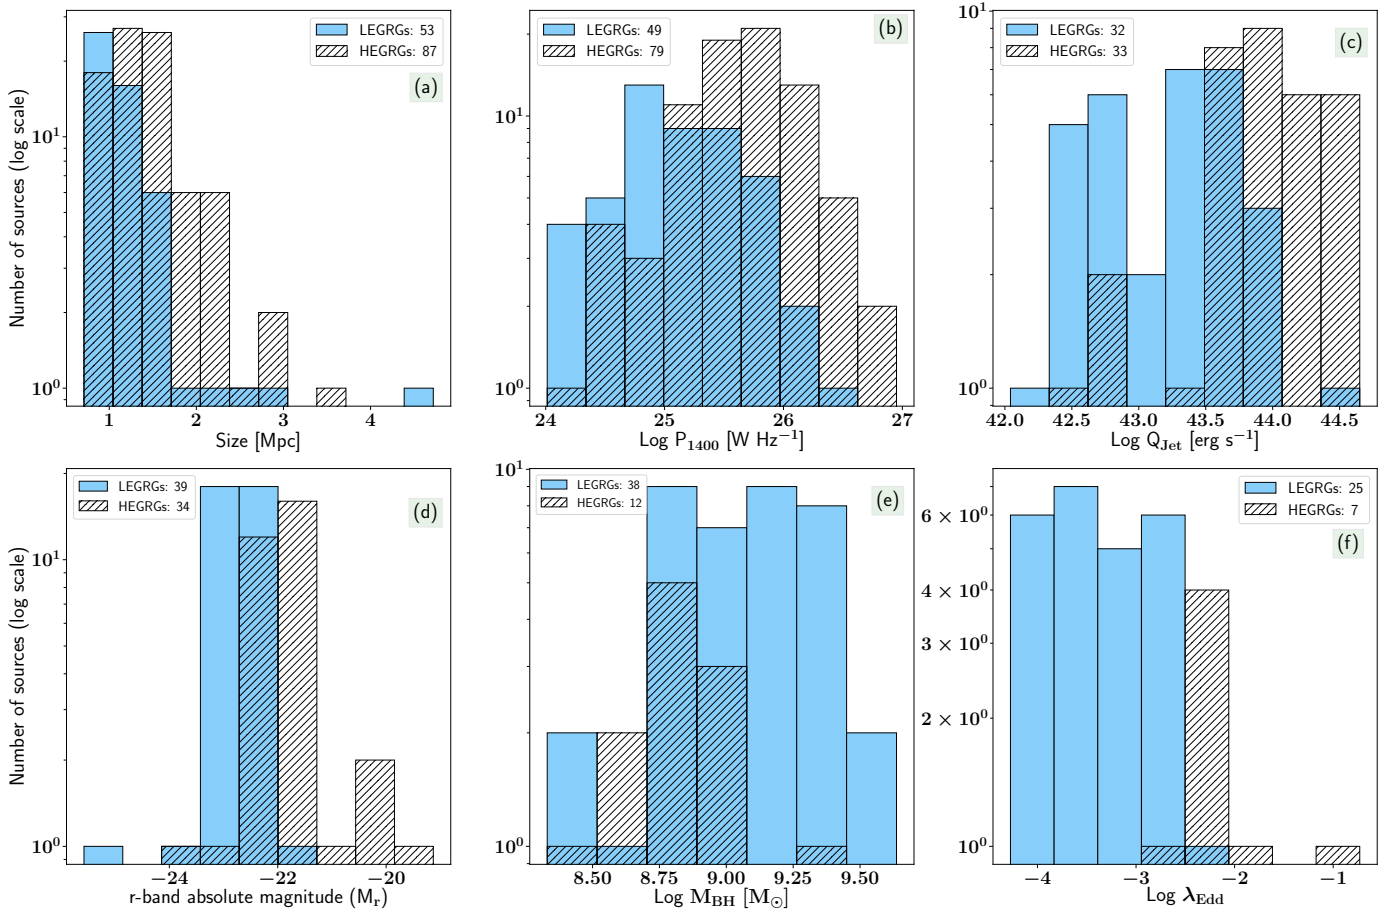 LEGRGs: 53
HEGRGs: 87
(a)
Number of sources (log scale)
10¹
10⁰
1 2 3 4
Size [Mpc]
LEGRGs: 49
HEGRGs: 79
(b)
10¹
10⁰
24 25 26 27
Log P₁₄₀₀ [W Hz⁻¹]
LEGRGs: 32
HEGRGs: 33
(c)
10¹
10⁰
42.0 42.5 43.0 43.5 44.0 44.5
Log Q_Jet [erg s⁻¹]
LEGRGs: 39
HEGRGs: 34
(d)
Number of sources (log scale)
10¹
10⁰
−24 −22 −20
r-band absolute magnitude (Mᵣ)
LEGRGs: 38
HEGRGs: 12
(e)
10¹
10⁰
8.50 8.75 9.00 9.25 9.50
Log M_BH [M_⊙]
LEGRGs: 25
HEGRGs: 7
(f)
6 × 10⁰
4 × 10⁰
3 × 10⁰
2 × 10⁰
10⁰
−4 −3 −2 −1
Log λ_Edd